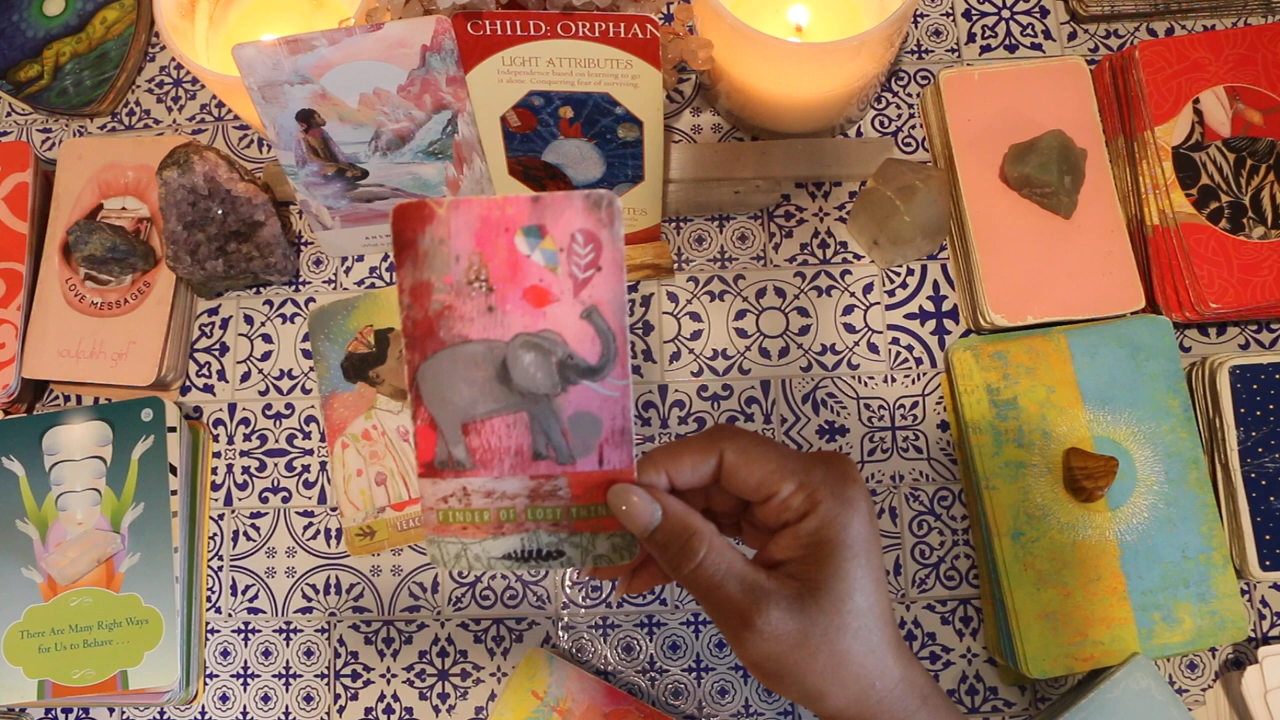 CHILD: ORPHAN
LIGHT ATTRIBUTES
Independence based on learning to go
it alone. Conquering fear of surviving.
LOVE MESSAGES
FINDER OF LOST THIN
TEAC
There Are Many Right Ways
for Us to Behave . . .